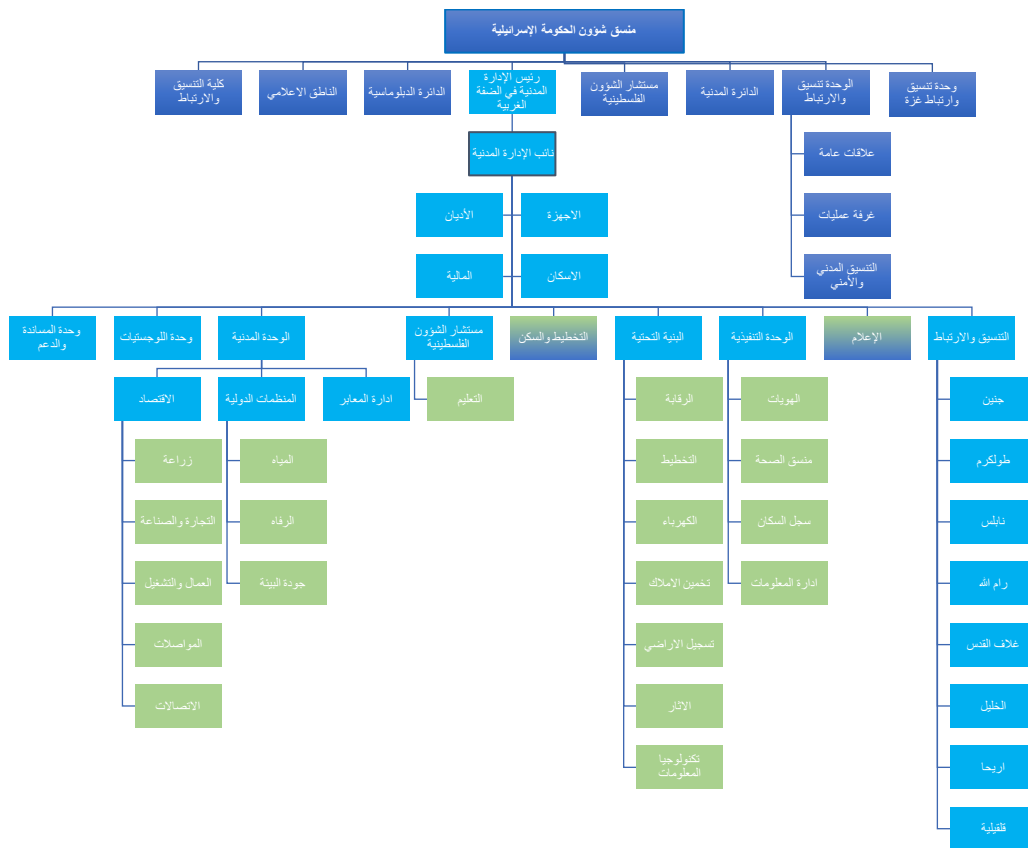 منسق شؤون الحكومة الإسرائيلية
وحدة تنسيق
وارتباط غزة
الوحدة تنسيق
والارتباط
الدائرة المدنية
مستشار الشؤون
الفلسطينية
رئيس الإدارة
المدنية في الضفة
الغربية
الدائرة الدبلوماسية
الناطق الاعلامي
كلية التنسيق
والارتباط
علاقات عامة
غرفة عمليات
التنسيق المدني
والأمني
نائب الإدارة المدنية
الاجهزة
الأديان
الاسكان
المالية
التنسيق والارتباط
الإعلام
الوحدة التنفيذية
البنية التحتية
التخطيط والسكن
مستشار الشؤون
الفلسطينية
الوحدة المدنية
وحدة اللوجستيات
وحدة المساندة
والدعم
جنين
طولكرم
نابلس
رام الله
غلاف القدس
الخليل
اريحا
قلقيلية
الهويات
منسق الصحة
سجل السكان
ادارة المعلومات
الرقابة
التخطيط
الكهرباء
تخمين الاملاك
تسجيل الاراضي
الاثار
تكنولوجيا
المعلومات
التعليم
ادارة المعابر
المنظمات الدولية
الاقتصاد
المياه
الرفاه
جودة البيئة
زراعة
التجارة والصناعة
العمال والتشغيل
المواصلات
الاتصالات